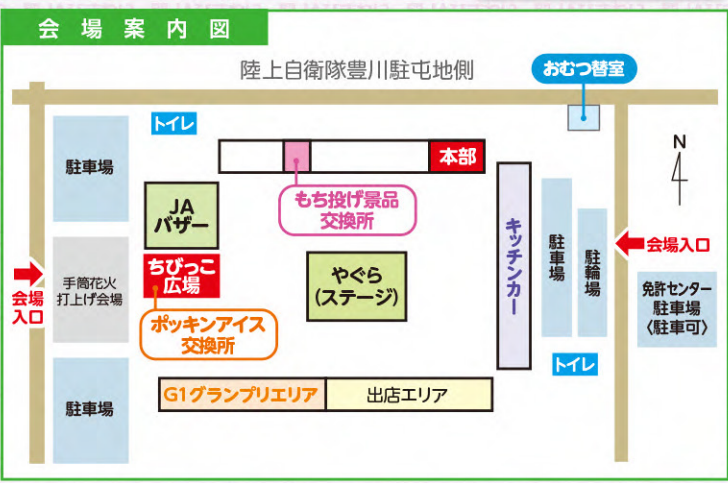 会場案内図
陸上自衛隊豊川駐屯地側
おむつ替室
トイレ
本部
駐車場
もち投げ景品
交換所
N
JA
バザー
キッチンカー
駐車場
駐輪場
会場入口
ちびっこ
広場
やぐら
(ステージ)
手筒花火
打上げ会場
会場
入口
免許センター
駐車場
〈駐車可〉
ポッキンアイス
交換所
トイレ
G1グランプリエリア
出店エリア
駐車場